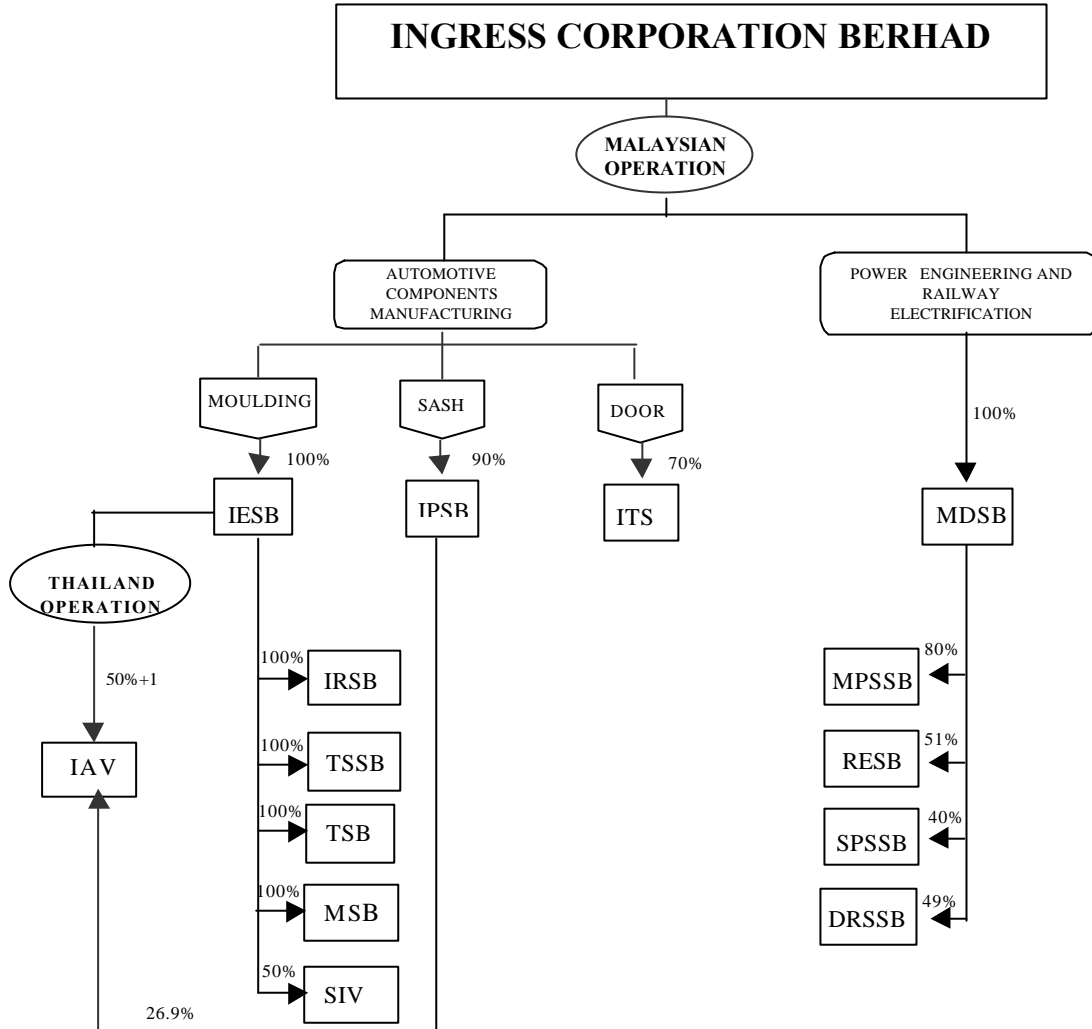 INGRESS CORPORATION BERHAD
MALAYSIAN
OPERATION
AUTOMOTIVE
COMPONENTS
MANUFACTURING
POWER ENGINEERING AND
RAILWAY
ELECTRIFICATION
MOULDING
SASH
DOOR
100%
100%
90%
70%
IESB
IPSB
ITS
MDSB
THAILAND
OPERATION
50%+1
IAV
100%
IRSB
100%
TSSB
100%
TSB
100%
MSB
50%
SIV
26.9%
80%
MPSSB
51%
RESB
40%
SPSSB
49%
DRSSB